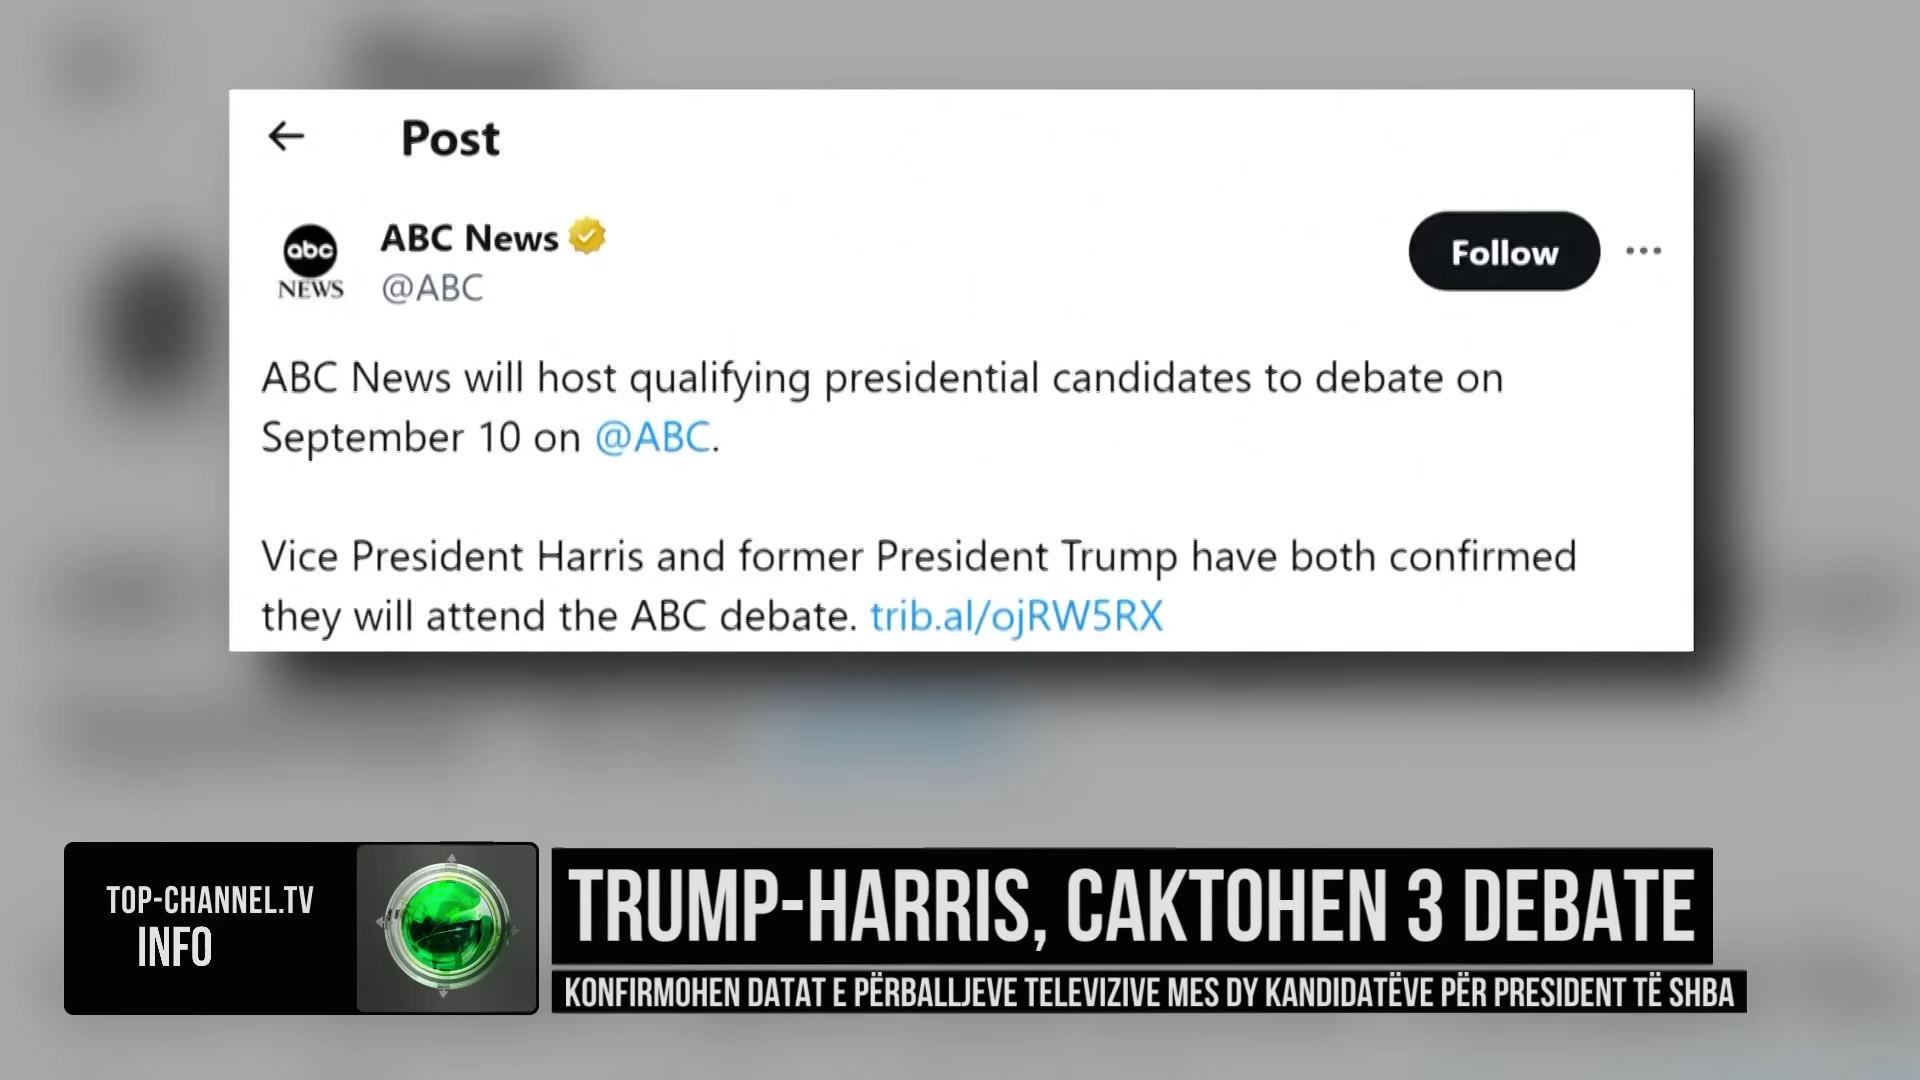 Post
abc
NEWS
ABC News
@ABC
Follow
ABC News will host qualifying presidential candidates to debate on
September 10 on @ABC.
Vice President Harris and former President Trump have both confirmed
they will attend the ABC debate. trib.al/ojRW5RX
TOP-CHANNEL.TV
INFO
TRUMP-HARRIS, CAKTOHEN 3 DEBATE
KONFIRMOHEN DATAT E PËRBALLJEVE TELEVIZIVE MES DY KANDIDATËVE PËR PRESIDENT TË SHBA